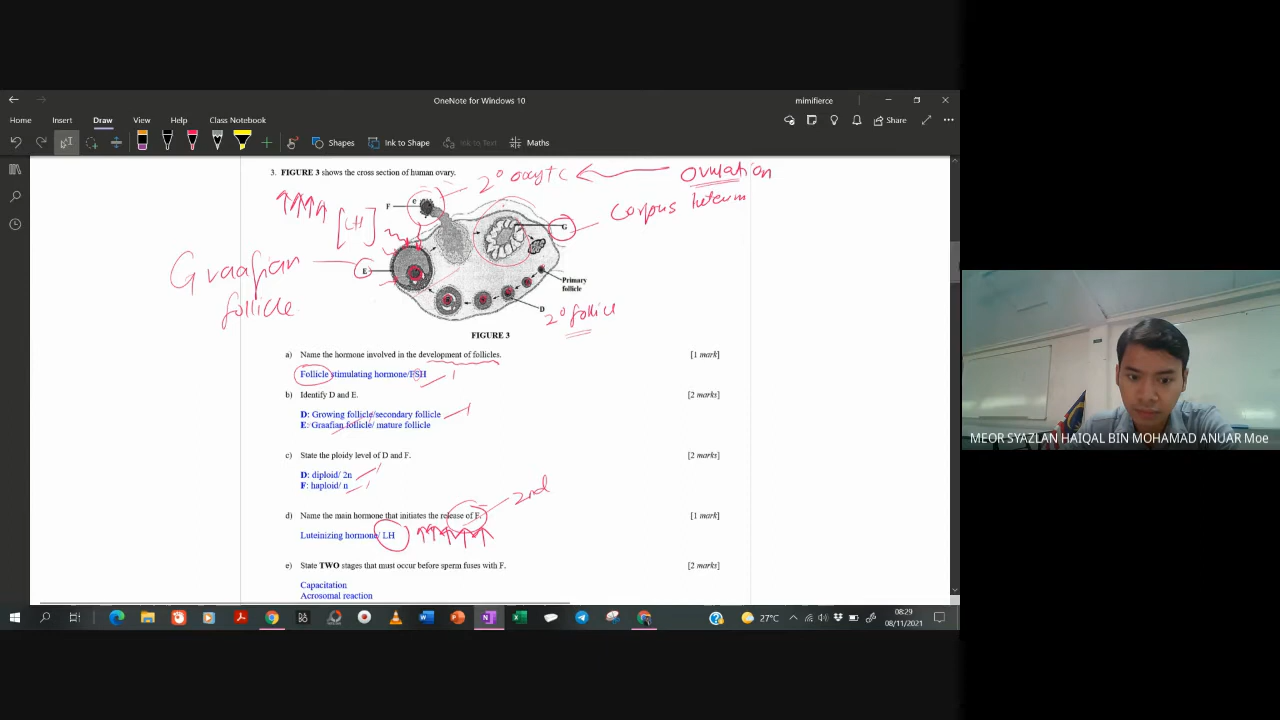 OneNote for Windows 10
mimifierce
Home Insert Draw View Help Class Notebook
Share
Shapes Ink to Shape Ink to Text Maths
3. FIGURE 3 shows the cross section of human ovary.
2° oocyte
ovulation
[LH]
corpus luteum
F
e
G
Graafian
follicle
E
Primary
follicle
D
2° follicl
FIGURE 3
a) Name the hormone involved in the development of follicles. [1 mark]
Follicle stimulating hormone/FSH
1
b) Identify D and E. [2 marks]
D: Growing follicle/secondary follicle
E: Graafian follicle/ mature follicle
c) State the ploidy level of D and F. [2 marks]
D: diploid/ 2n
F: haploid/ n
2nd
d) Name the main hormone that initiates the release of F. [1 mark]
Luteinizing hormone/ LH
e) State TWO stages that must occur before sperm fuses with F. [2 marks]
Capacitation
Acrosomal reaction
MEOR SYAZLAN HAIQAL BIN MOHAMAD ANUAR Moe
27°C
08:29
08/11/2021